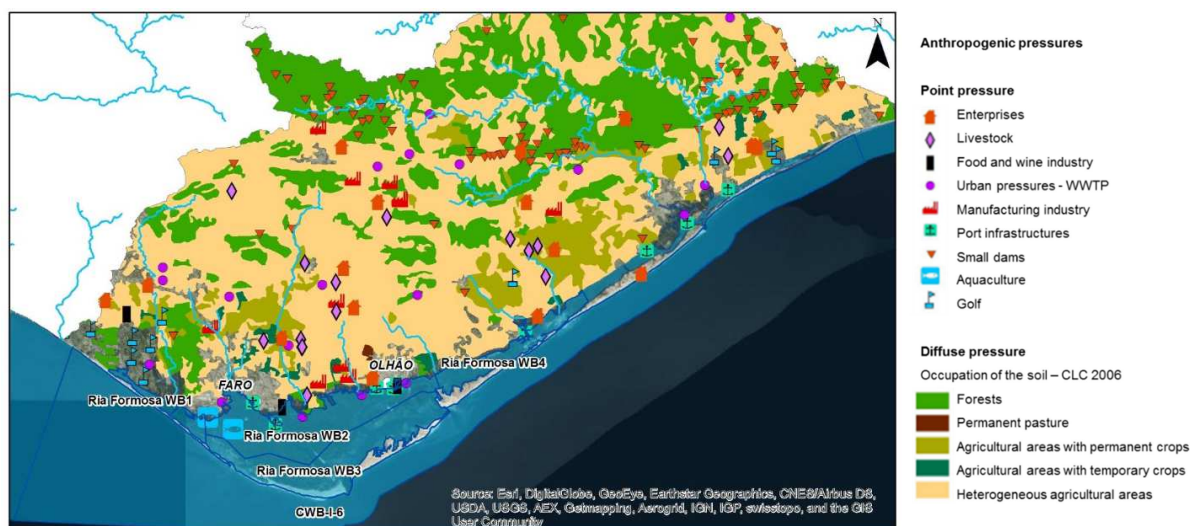 N
Ria Formosa WB1
FARO
Ria Formosa WB2
Ria Formosa WB3
CWB-I-6
OLHÃO
Ria Formosa WB4
Source: Esri, DigitalGlobe, GeoEye, Earthstar Geographics, CNES/Airbus DS,
USDA, USGS, AEX, Getmapping, Aerogrid, IGN, IGP, swisstopo, and the GIS
User Community
Anthropogenic pressures
Point pressure
Enterprises
Livestock
Food and wine industry
Urban pressures - WWTP
Manufacturing industry
Port infrastructures
Small dams
Aquaculture
Golf
Diffuse pressure
Occupation of the soil – CLC 2006
Forests
Permanent pasture
Agricultural areas with permanent crops
Agricultural areas with temporary crops
Heterogeneous agricultural areas